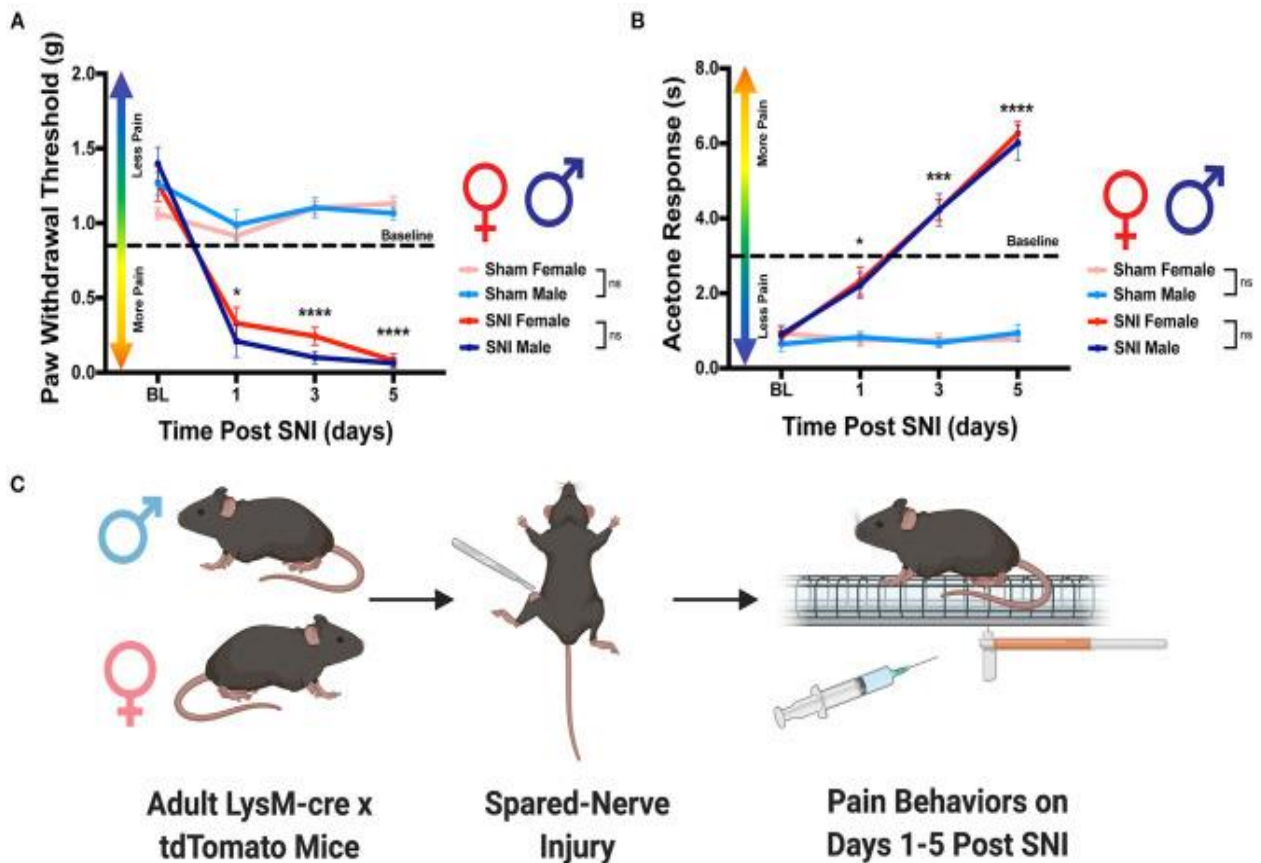 A
Paw Withdrawal Threshold (g)
2.0
1.5
1.0
0.5
0.0
Less Pain
More Pain
Baseline
*
****
****
BL
1
3
5
Time Post SNI (days)
Sham Female
Sham Male
ns
SNI Female
SNI Male
ns
B
Acetone Response (s)
8.0
6.0
4.0
2.0
0.0
More Pain
Less Pain
Baseline
*
***
****
BL
1
3
5
Time Post SNI (days)
Sham Female
Sham Male
ns
SNI Female
SNI Male
ns
C
Adult LysM-cre x
tdTomato Mice
Spared-Nerve
Injury
Pain Behaviors on
Days 1-5 Post SNI